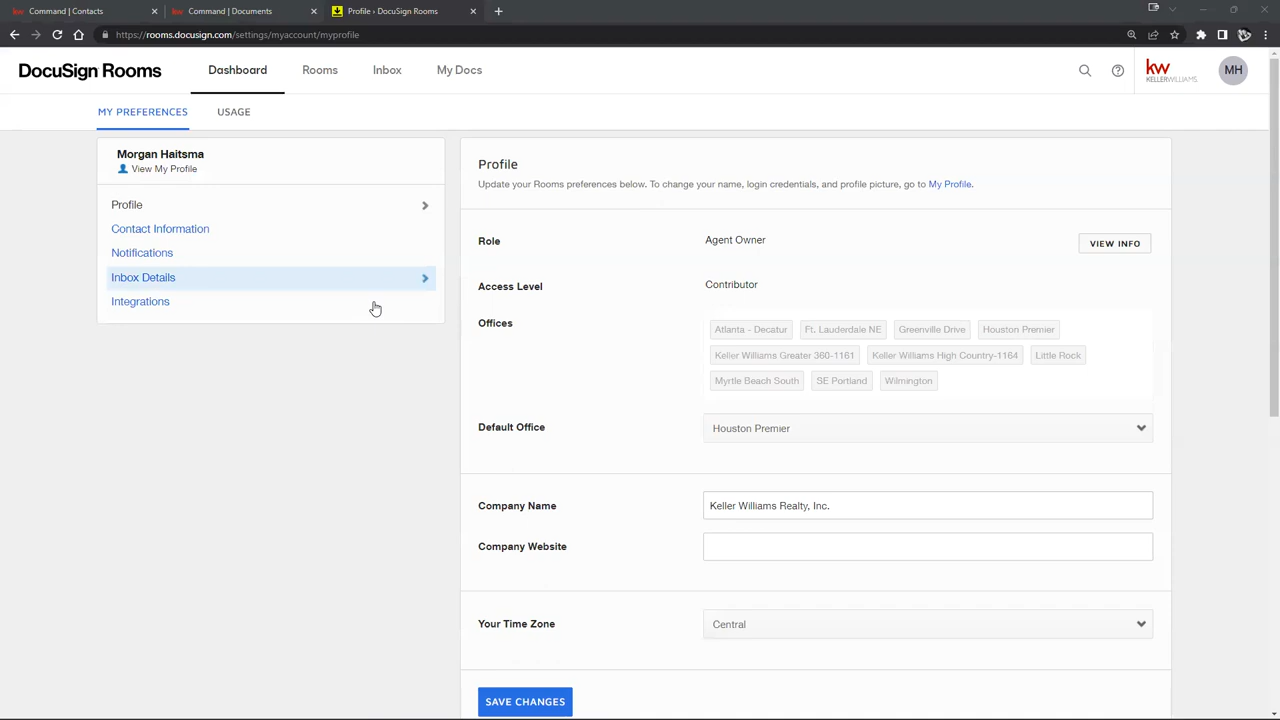 Command | Contacts
Command | Documents
Profile › DocuSign Rooms
https://rooms.docusign.com/settings/myaccount/myprofile
DocuSign Rooms
Dashboard
Rooms
Inbox
My Docs
kw
KELLERWILLIAMS
MH
MY PREFERENCES
USAGE
Morgan Haitsma
View My Profile
Profile
Contact Information
Notifications
Inbox Details
Integrations
Profile
Update your Rooms preferences below. To change your name, login credentials, and profile picture, go to My Profile.
Role
Agent Owner
VIEW INFO
Access Level
Contributor
Offices
Atlanta - Decatur
Ft. Lauderdale NE
Greenville Drive
Houston Premier
Keller Williams Greater 360-1161
Keller Williams High Country-1164
Little Rock
Myrtle Beach South
SE Portland
Wilmington
Default Office
Houston Premier
Company Name
Keller Williams Realty, Inc.
Company Website
Your Time Zone
Central
SAVE CHANGES